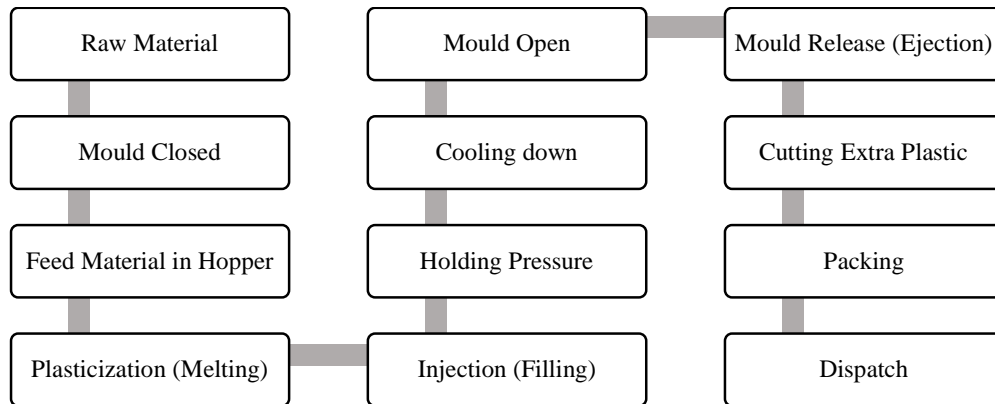 Raw Material
Mould Closed
Feed Material in Hopper
Plasticization (Melting)
Injection (Filling)
Holding Pressure
Cooling down
Mould Open
Mould Release (Ejection)
Cutting Extra Plastic
Packing
Dispatch